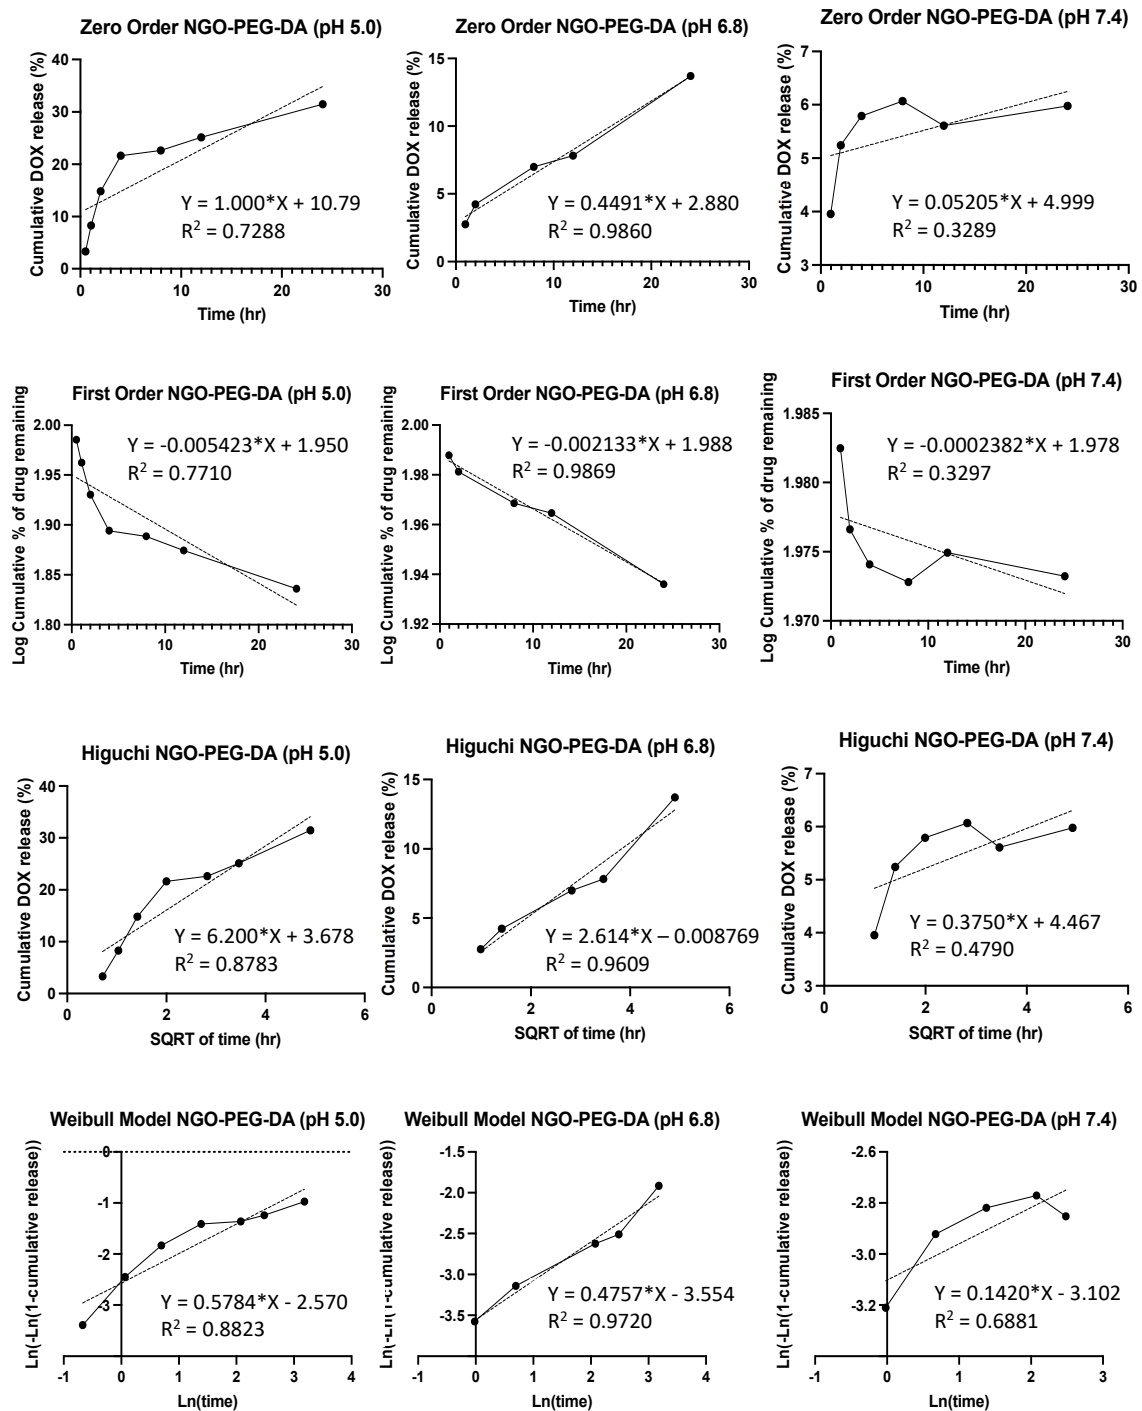 Zero Order NGO-PEG-DA (pH 5.0)
Cumulative DOX release (%)
40
30
20
10
0
Y = 1.000*X + 10.79
R² = 0.7288
0 10 20 30
Time (hr)
Zero Order NGO-PEG-DA (pH 6.8)
Cumulative DOX release (%)
15
10
5
0
Y = 0.4491*X + 2.880
R² = 0.9860
0 10 20 30
Time (hr)
Zero Order NGO-PEG-DA (pH 7.4)
Cumulative DOX release (%)
7
6
5
4
3
Y = 0.05205*X + 4.999
R² = 0.3289
0 10 20 30
Time (hr)
First Order NGO-PEG-DA (pH 5.0)
Log Cumulative % of drug remaining
2.00
1.95
1.90
1.85
1.80
Y = -0.005423*X + 1.950
R² = 0.7710
0 10 20 30
Time (hr)
First Order NGO-PEG-DA (pH 6.8)
Log Cumulative % of drug remaining
2.00
1.98
1.96
1.94
1.92
Y = -0.002133*X + 1.988
R² = 0.9869
0 10 20 30
Time (hr)
First Order NGO-PEG-DA (pH 7.4)
Log Cumulative % of drug remaining
1.985
1.980
1.975
1.970
Y = -0.0002382*X + 1.978
R² = 0.3297
0 10 20 30
Time (hr)
Higuchi NGO-PEG-DA (pH 5.0)
Cumulative DOX release (%)
40
30
20
10
0
Y = 6.200*X + 3.678
R² = 0.8783
0 2 4 6
SQRT of time (hr)
Higuchi NGO-PEG-DA (pH 6.8)
Cumulative DOX release (%)
15
10
5
0
Y = 2.614*X – 0.008769
R² = 0.9609
0 2 4 6
SQRT of time (hr)
Higuchi NGO-PEG-DA (pH 7.4)
Cumulative DOX release (%)
7
6
5
4
3
Y = 0.3750*X + 4.467
R² = 0.4790
0 2 4 6
SQRT of time (hr)
Weibull Model NGO-PEG-DA (pH 5.0)
Ln(-Ln(1-cumulative release))
0
-1
-2
-3
Y = 0.5784*X - 2.570
R² = 0.8823
-1 0 1 2 3 4
Ln(time)
Weibull Model NGO-PEG-DA (pH 6.8)
Ln(-Ln(1-cumulative release))
-1.5
-2.0
-2.5
-3.0
-3.5
Y = 0.4757*X - 3.554
R² = 0.9720
-1 0 1 2 3 4
Ln(time)
Weibull Model NGO-PEG-DA (pH 7.4)
Ln(-Ln(1-cumulative release))
-2.6
-2.8
-3.0
-3.2
Y = 0.1420*X - 3.102
R² = 0.6881
-1 0 1 2 3
Ln(time)